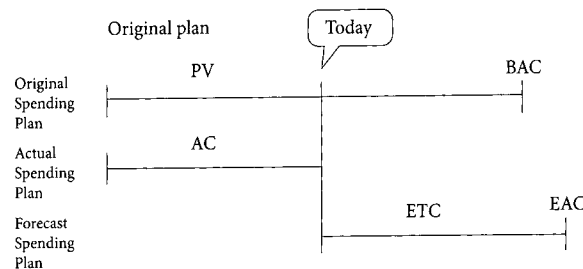 Original plan
Today
PV
BAC
Original
Spending
Plan
AC
Actual
Spending
Plan
ETC
EAC
Forecast
Spending
Plan